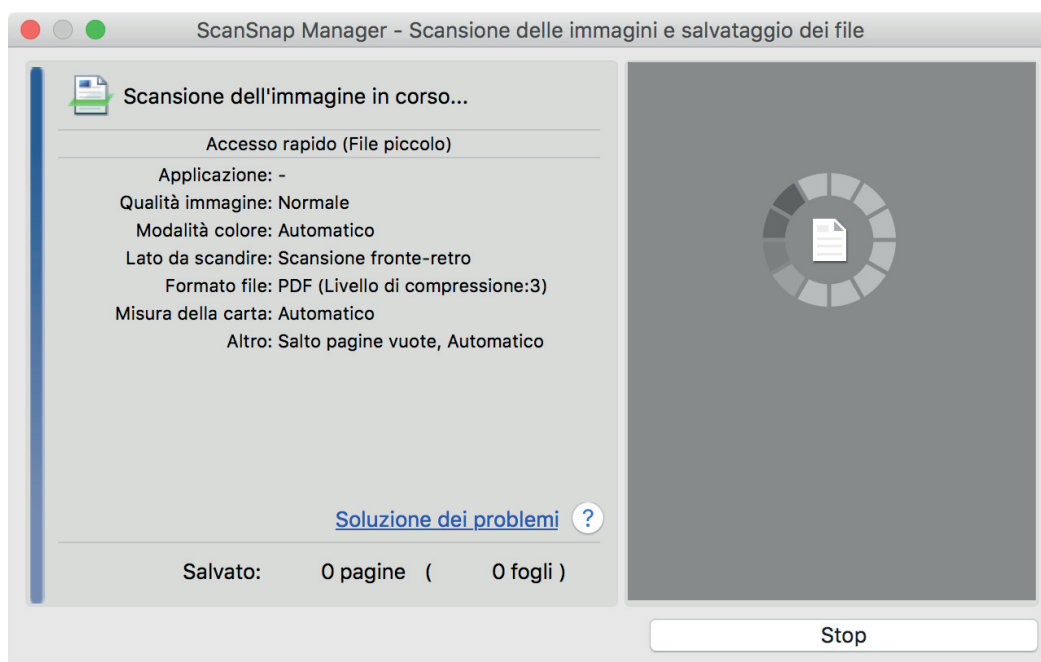 ScanSnap Manager - Scansione delle immagini e salvataggio dei file
Scansione dell'immagine in corso...
Accesso rapido (File piccolo)
Applicazione: -
Qualità immagine: Normale
Modalità colore: Automatico
Lato da scandire: Scansione fronte-retro
Formato file: PDF (Livello di compressione:3)
Misura della carta: Automatico
Altro: Salto pagine vuote, Automatico
Soluzione dei problemi ?
Salvato: 0 pagine ( 0 fogli )
Stop